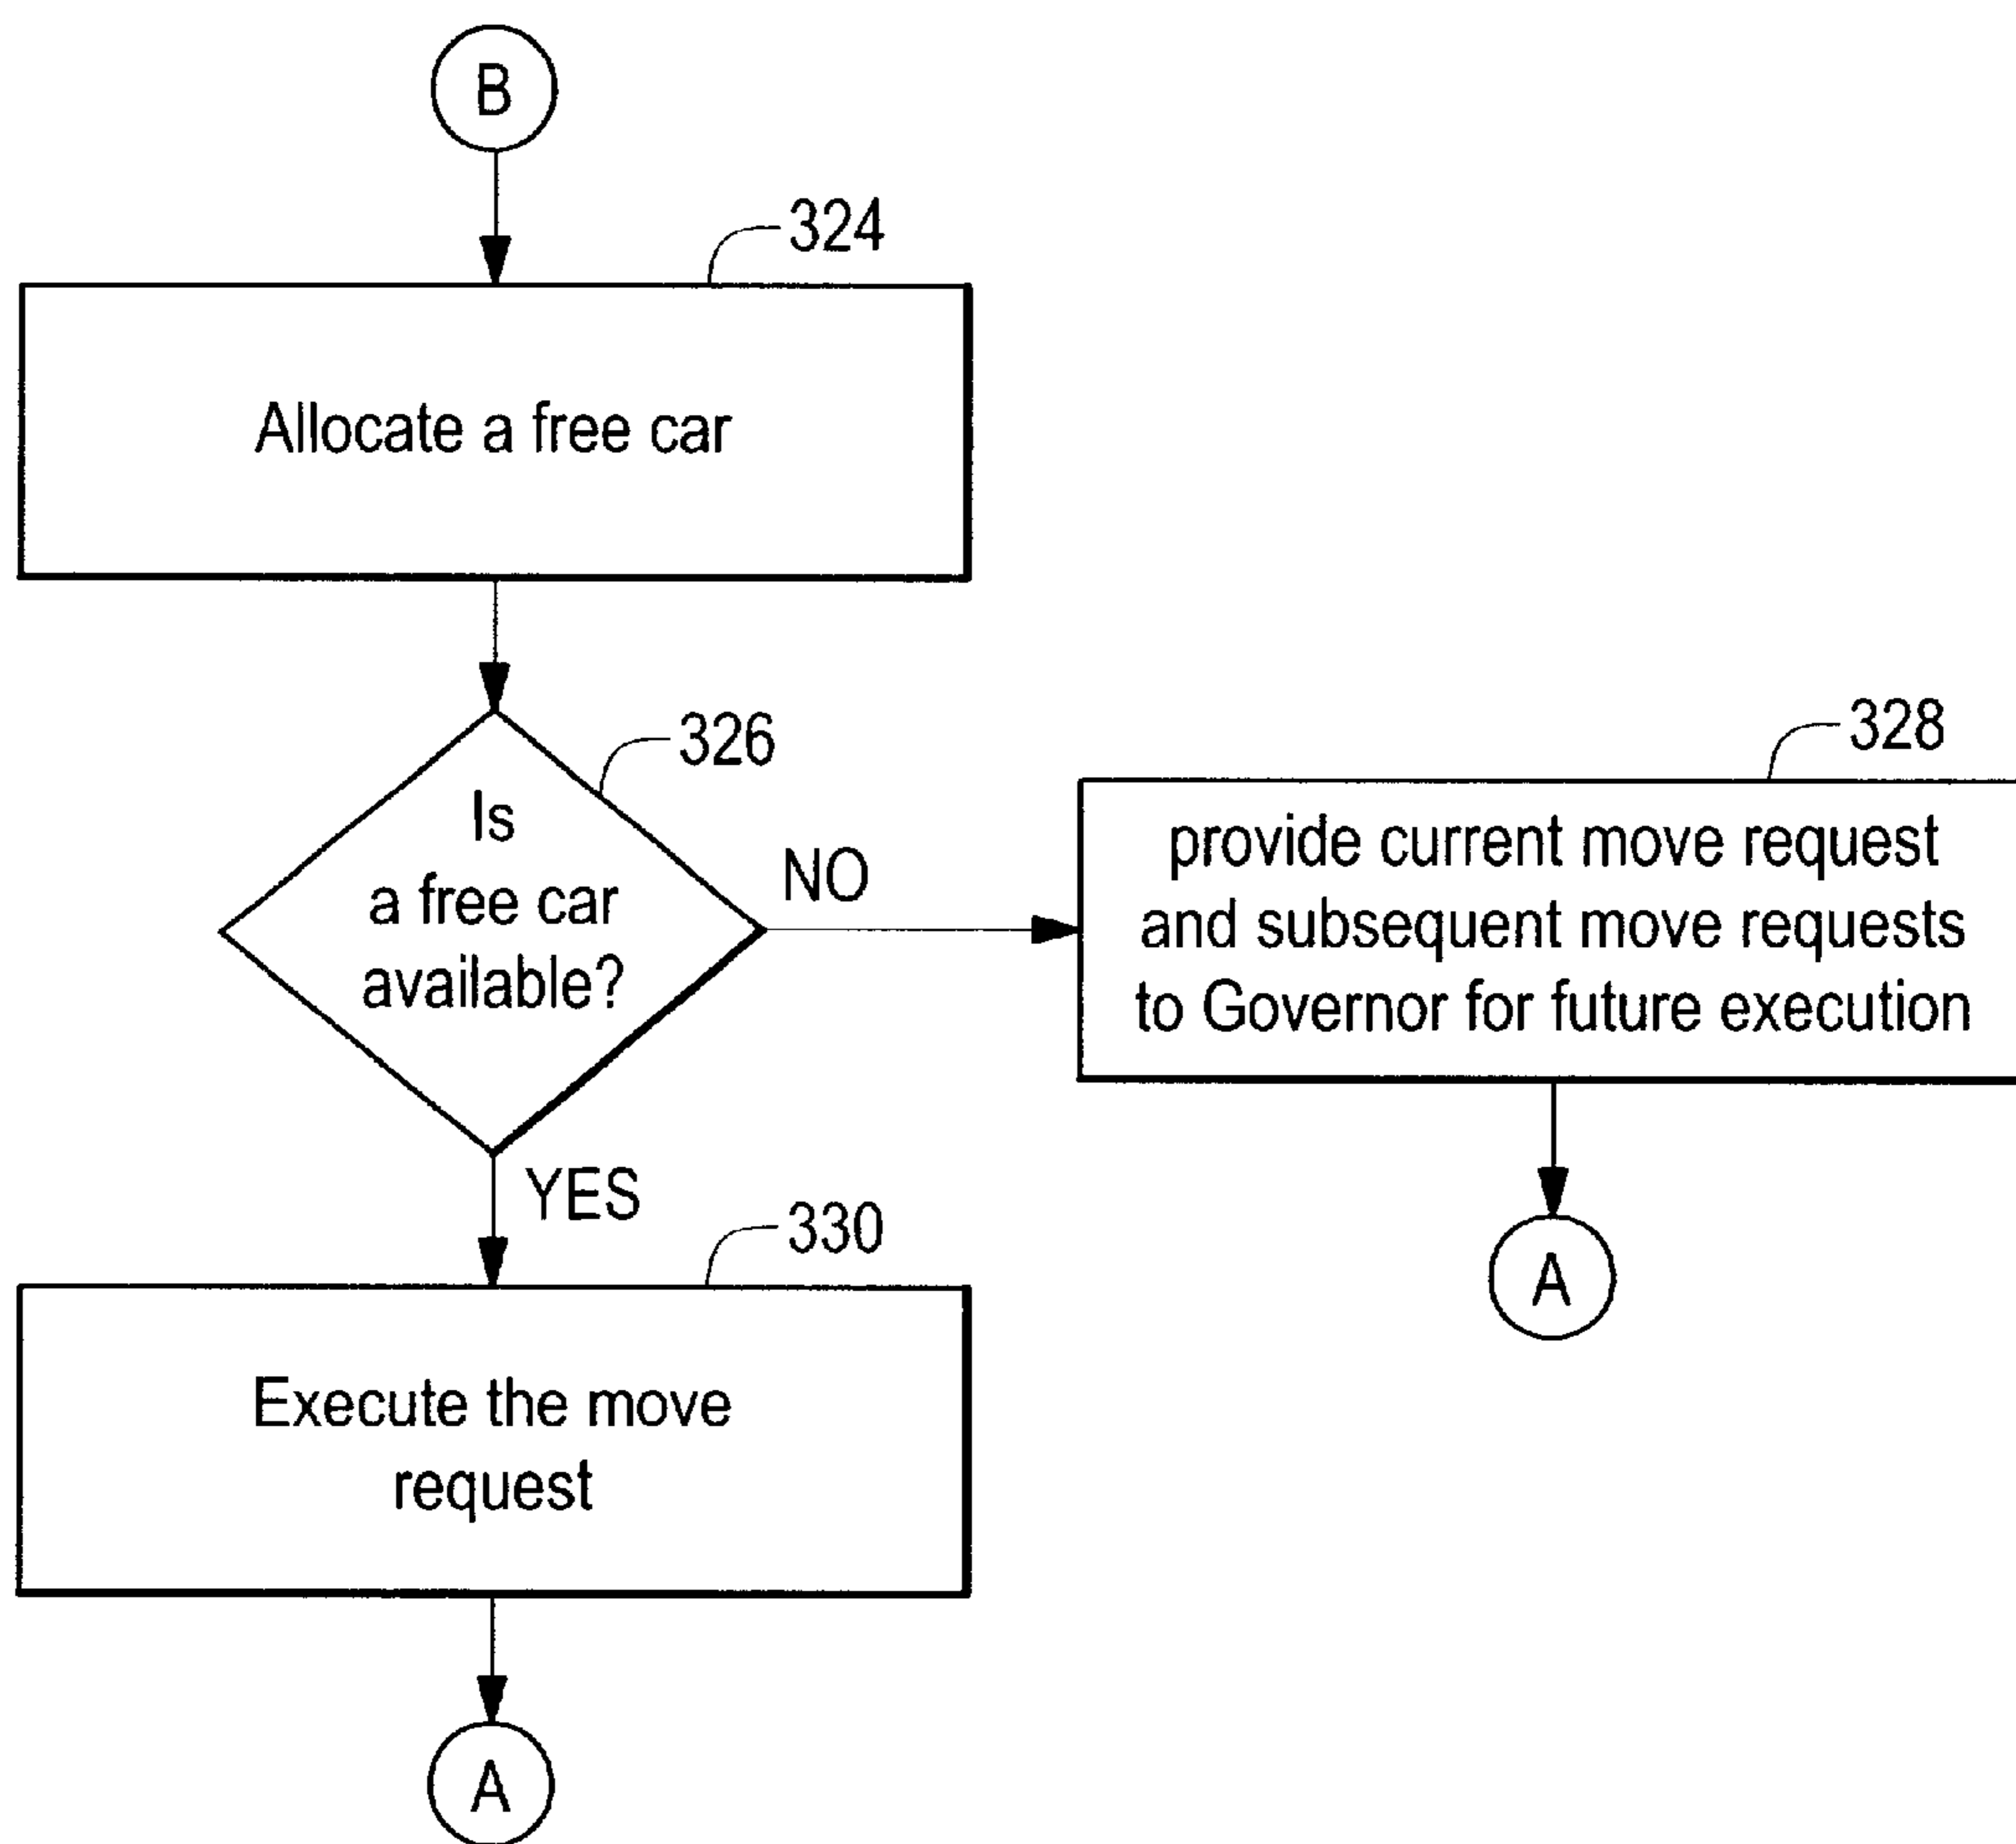 B
324
Allocate a free car
326
Is
a free car
available?
NO
328
provide current move request
and subsequent move requests
to Governor for future execution
YES
330
A
Execute the move
request
A